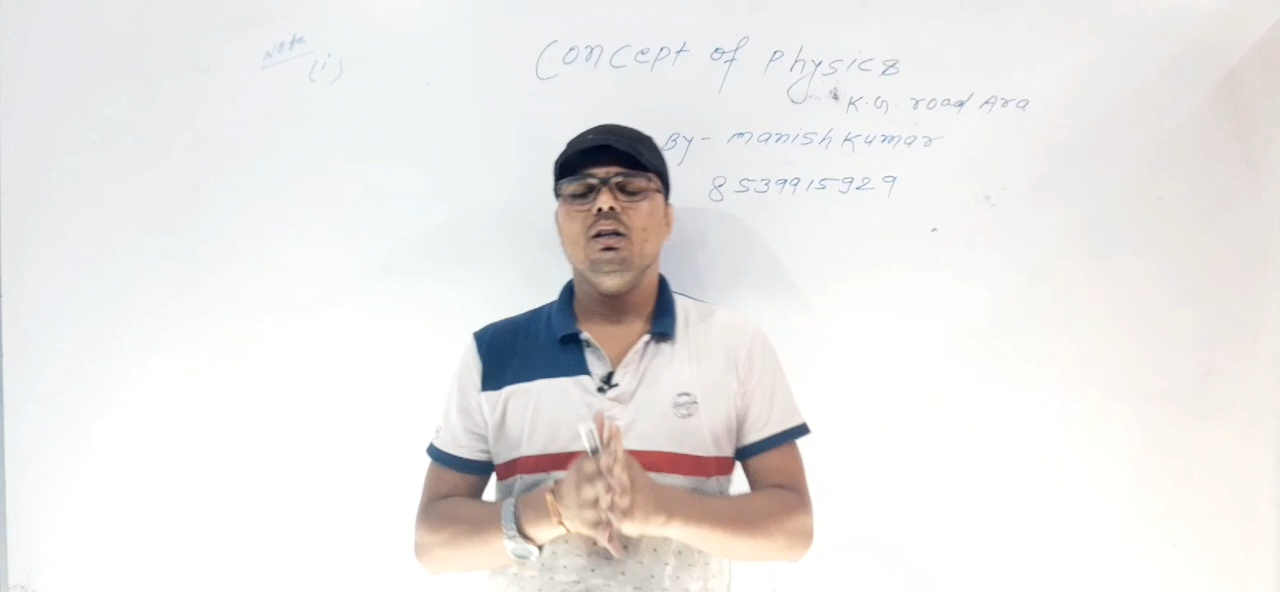 Note
(i)
Concept of Physics
K.G. road Ara
By- manish Kumar
8539915929